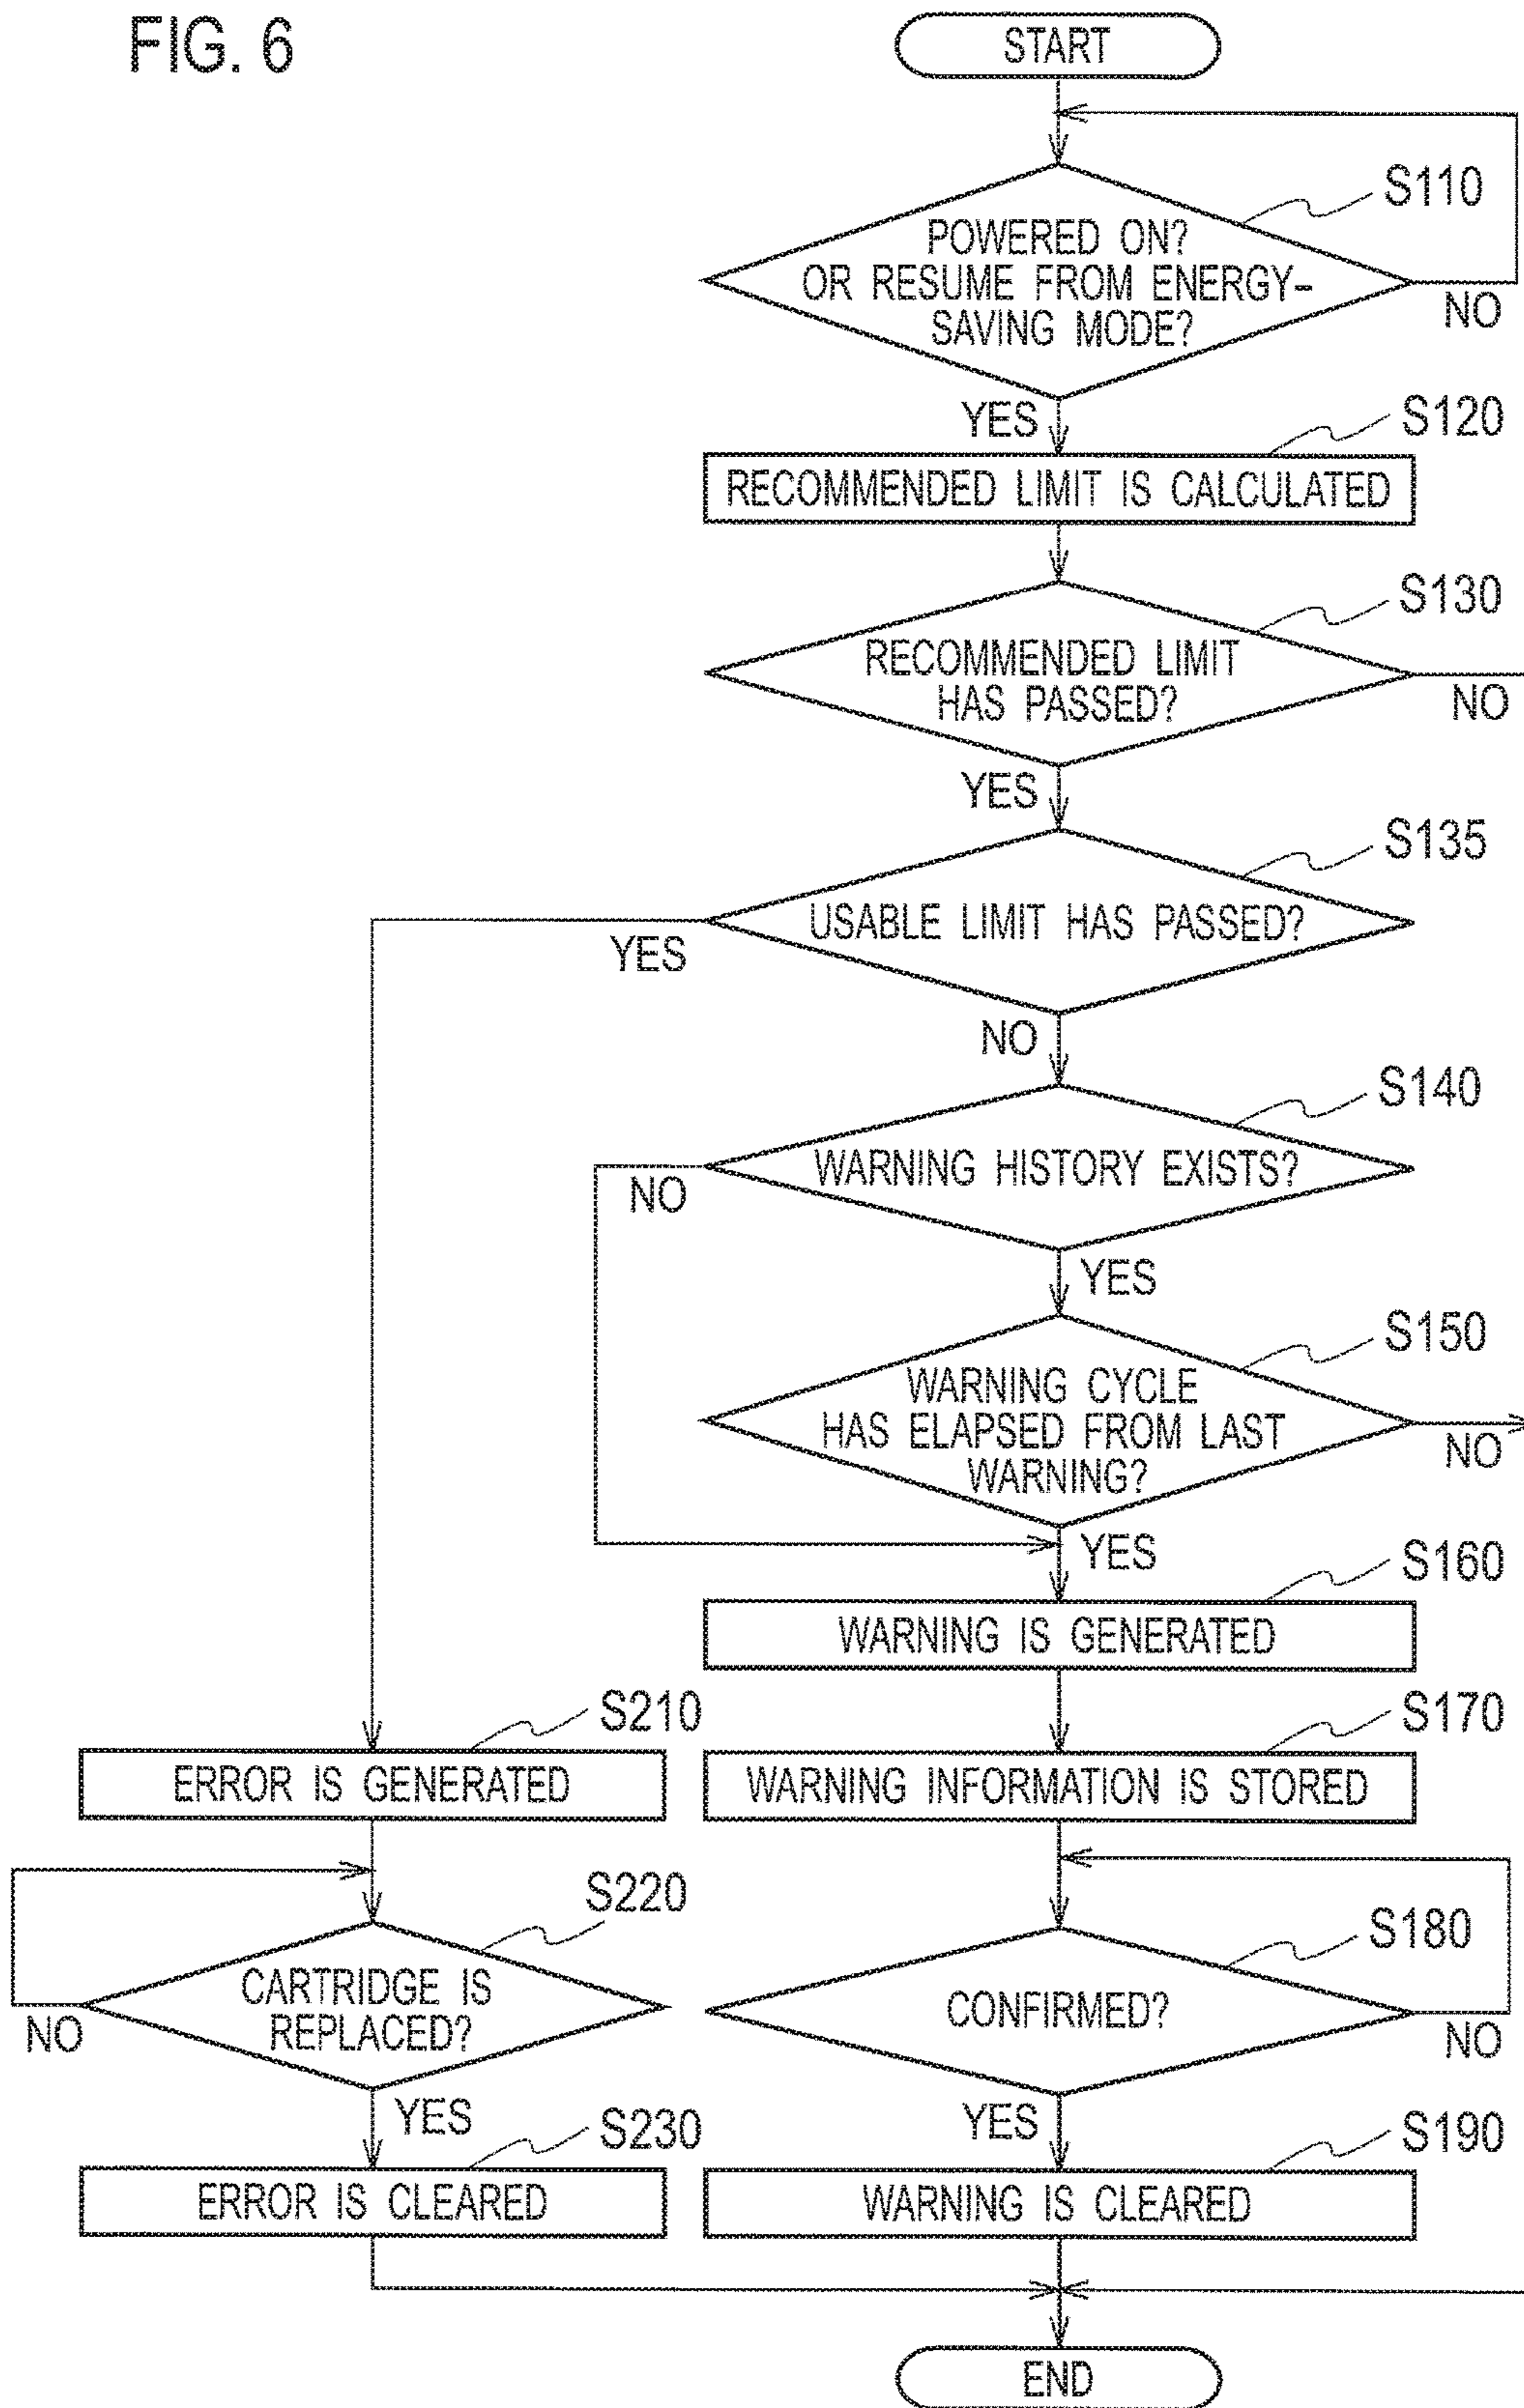 FIG. 6
START
S110
POWERED ON?
OR RESUME FROM ENERGY-
SAVING MODE?
NO
YES
S120
RECOMMENDED LIMIT IS CALCULATED
S130
RECOMMENDED LIMIT
HAS PASSED?
NO
YES
S135
USABLE LIMIT HAS PASSED?
YES
NO
S140
WARNING HISTORY EXISTS?
NO
YES
S150
WARNING CYCLE
HAS ELAPSED FROM LAST
WARNING?
NO
YES
S160
WARNING IS GENERATED
S210
ERROR IS GENERATED
S170
WARNING INFORMATION IS STORED
S220
CARTRIDGE IS
REPLACED?
NO
YES
S180
CONFIRMED?
NO
YES
S230
ERROR IS CLEARED
S190
WARNING IS CLEARED
END